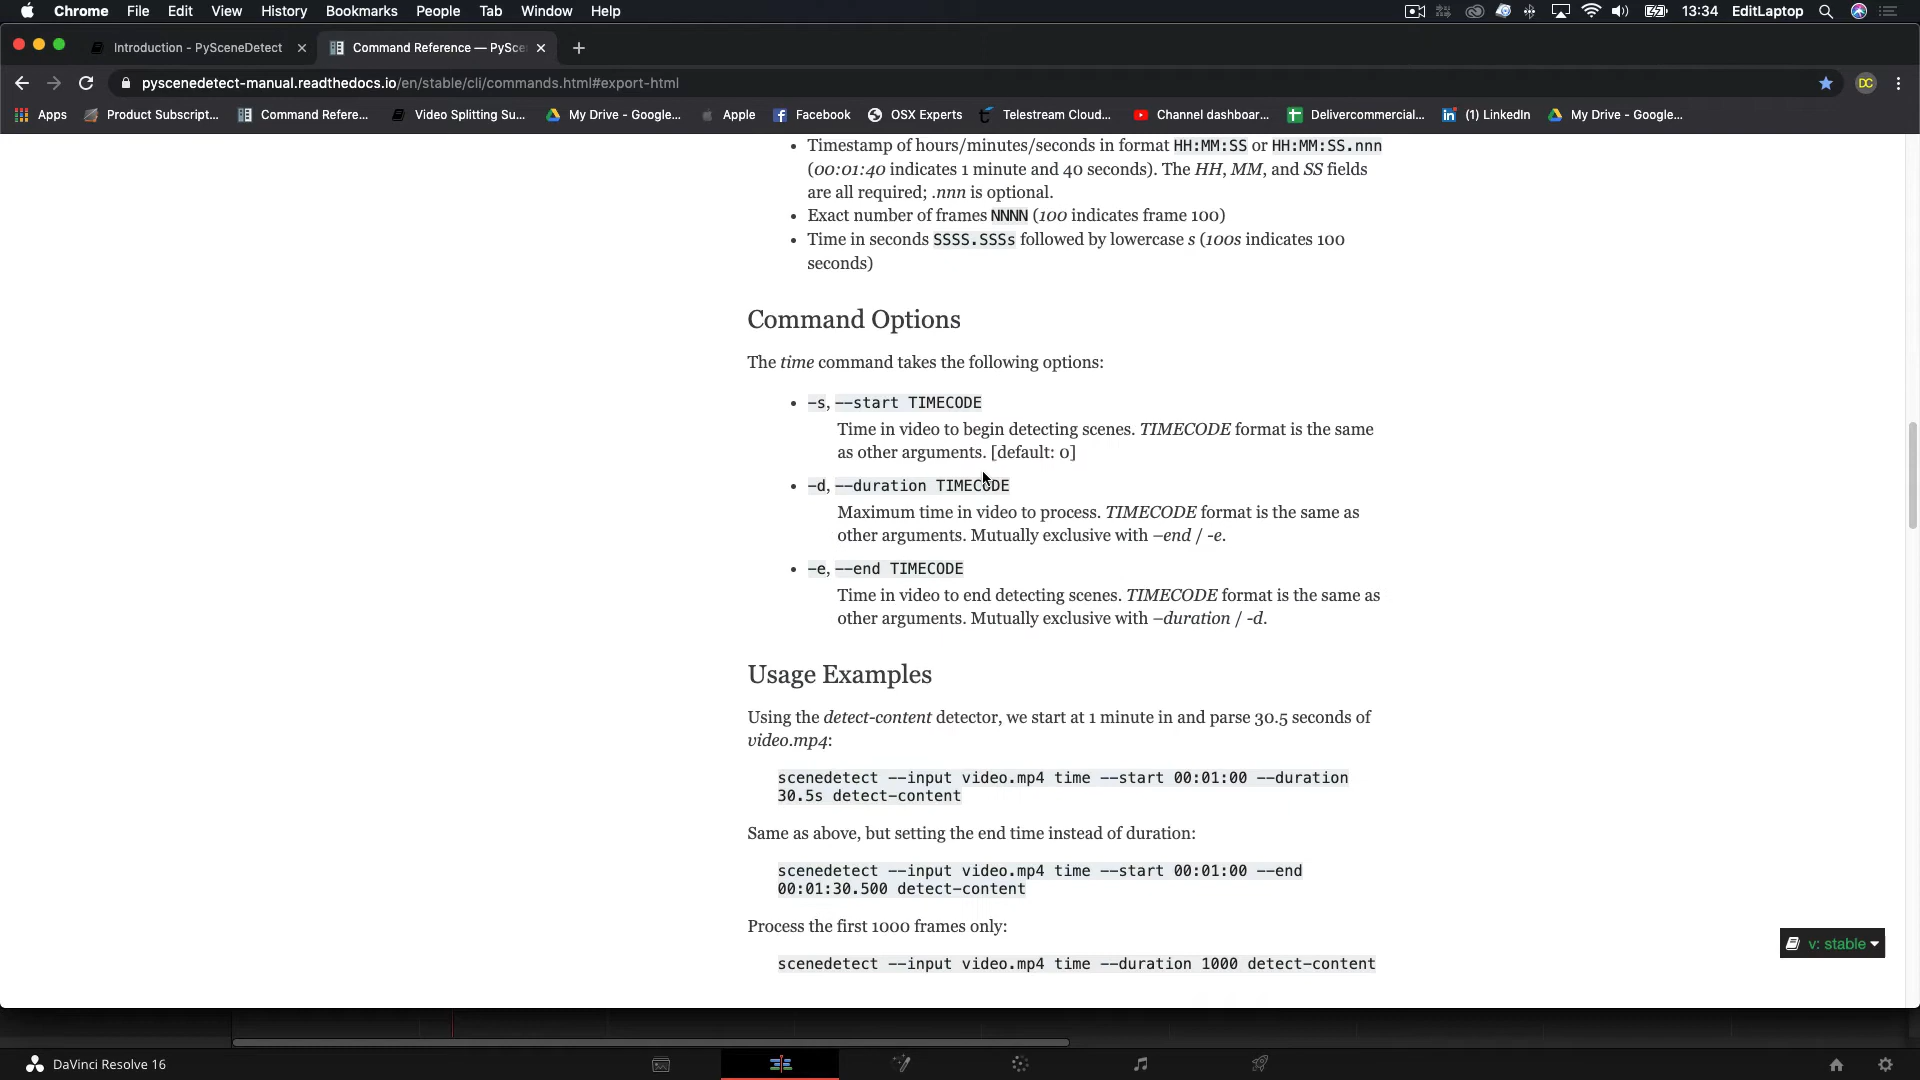 Chrome File Edit View History Bookmarks People Tab Window Help 13:34 EditLaptop
Introduction - PySceneDetect Command Reference — PySce
pyscenedetect-manual.readthedocs.io/en/stable/cli/commands.html#export-html DC
Apps Product Subscript... Command Refere... Video Splitting Su... My Drive - Google... Apple Facebook OSX Experts Telestream Cloud... Channel dashboar... Delivercommercial... (1) LinkedIn My Drive - Google...
• Timestamp of hours/minutes/seconds in format HH:MM:SS or HH:MM:SS.nnn
(00:01:40 indicates 1 minute and 40 seconds). The HH, MM, and SS fields
are all required; .nnn is optional.
• Exact number of frames NNNN (100 indicates frame 100)
• Time in seconds SSSS.SSSs followed by lowercase s (100s indicates 100
seconds)
Command Options
The time command takes the following options:
• -s, --start TIMECODE
Time in video to begin detecting scenes. TIMECODE format is the same
as other arguments. [default: 0]
• -d, --duration TIMECODE
Maximum time in video to process. TIMECODE format is the same as
other arguments. Mutually exclusive with –end / -e.
• -e, --end TIMECODE
Time in video to end detecting scenes. TIMECODE format is the same as
other arguments. Mutually exclusive with –duration / -d.
Usage Examples
Using the detect-content detector, we start at 1 minute in and parse 30.5 seconds of
video.mp4:
scenedetect --input video.mp4 time --start 00:01:00 --duration
30.5s detect-content
Same as above, but setting the end time instead of duration:
scenedetect --input video.mp4 time --start 00:01:00 --end
00:01:30.500 detect-content
Process the first 1000 frames only:
v: stable
scenedetect --input video.mp4 time --duration 1000 detect-content
DaVinci Resolve 16